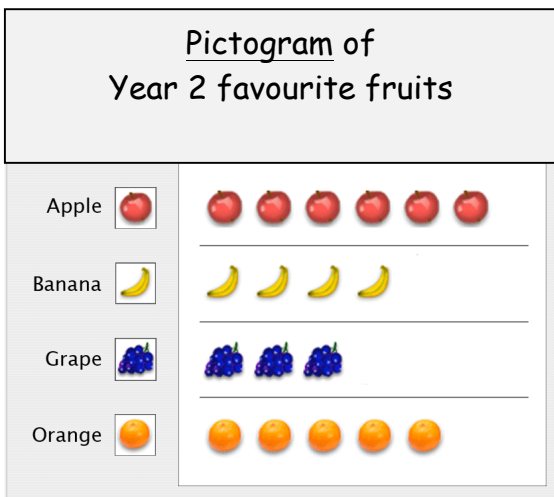 Pictogram of
Year 2 favourite fruits
Apple
Banana
Grape
Orange